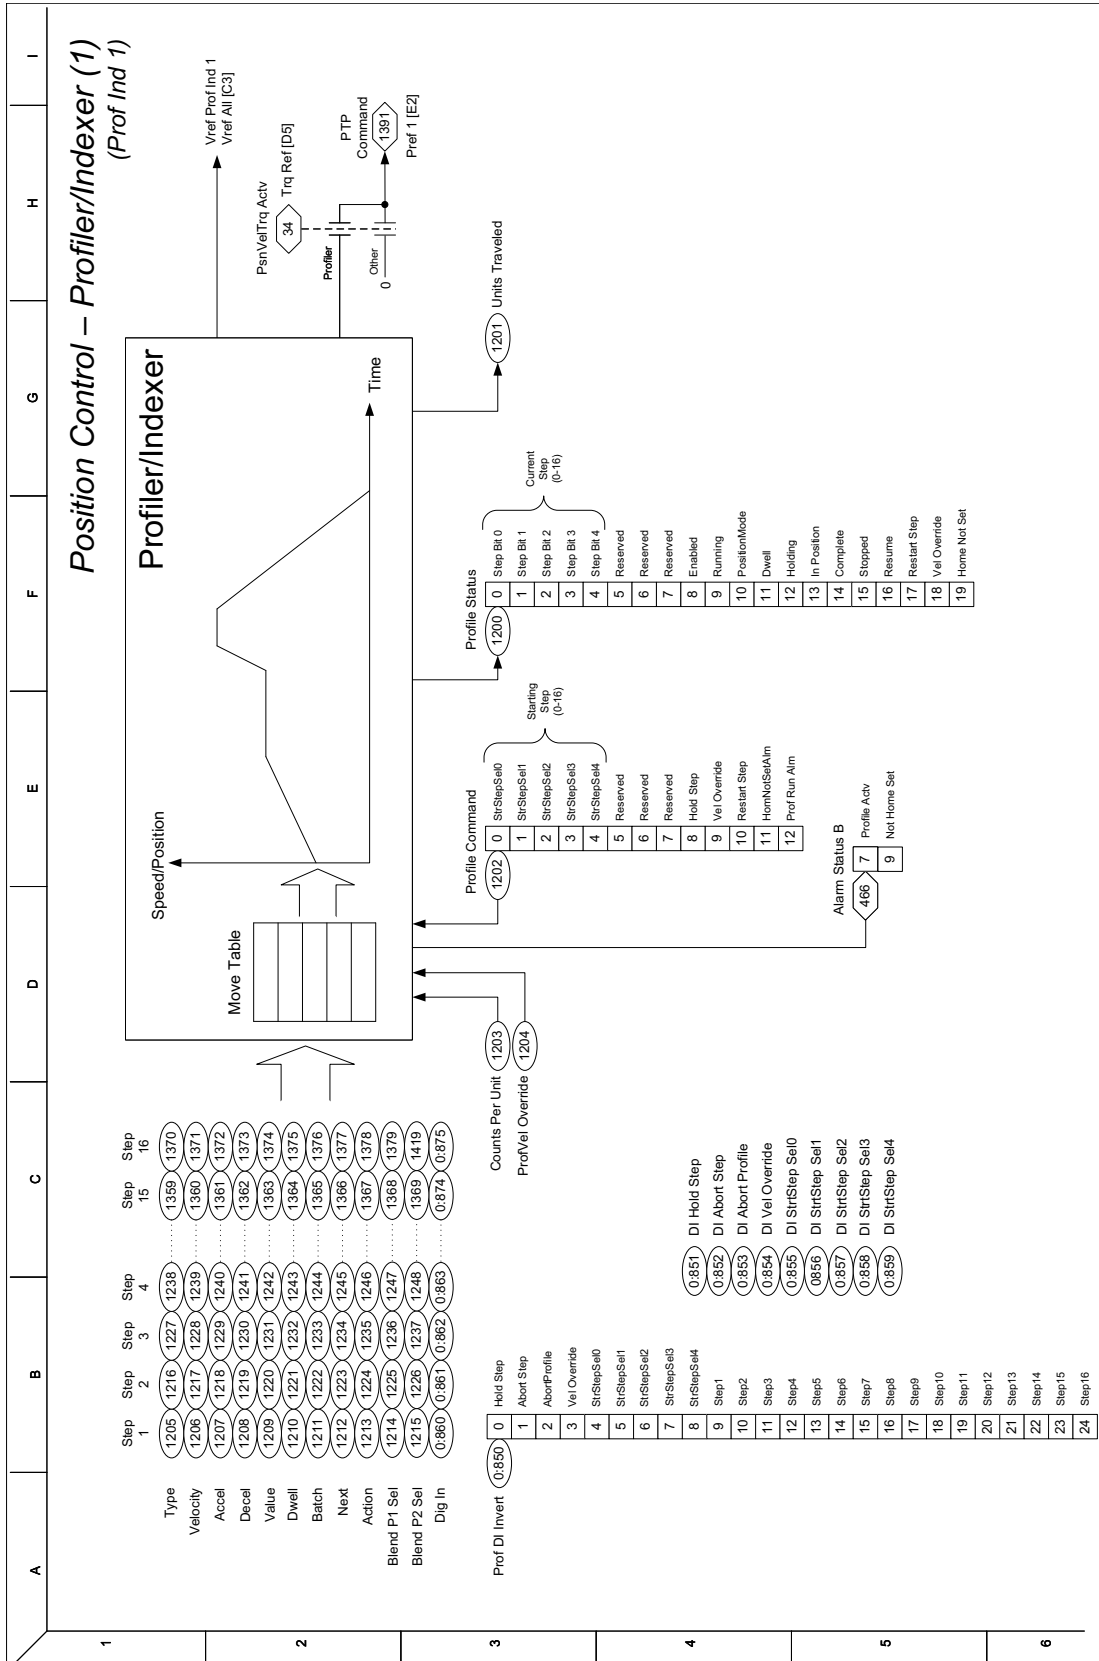 A B C D E F G H I
1
2
3
4
5
6
Position Control – Profiler/Indexer (1)
(Prof Ind 1)
Step 1 Step 2 Step 3 Step 4 Step 15 Step 16
Type 1205 1216 1227 1238 1359 1370
Velocity 1206 1217 1228 1239 1360 1371
Accel 1207 1218 1229 1240 1361 1372
Decel 1208 1219 1230 1241 1362 1373
Value 1209 1220 1231 1242 1363 1374
Dwell 1210 1221 1232 1243 1364 1375
Batch 1211 1222 1233 1244 1365 1376
Next 1212 1223 1234 1245 1366 1377
Action 1213 1224 1235 1246 1367 1378
Blend P1 Sel 1214 1225 1236 1247 1368 1379
Blend P2 Sel 1215 1226 1237 1248 1369 1419
Dig In 0:860 0:861 0:862 0:863 0:874 0:875
Profiler/Indexer
Speed/Position
Move Table
Time
Vref Prof Ind 1
Vref All [C3]
PsnVelTrq Actv
34
Trq Ref [D5]
Profiler
Other
0
PTP
Command
1391
Pref 1 [E2]
Counts Per Unit 1203
ProfVel Override 1204
1201 Units Traveled
Profile Command
1202
0 StrStepSel0
1 StrStepSel1
2 StrStepSel2
3 StrStepSel3
4 StrStepSel4
5 Reserved
6 Reserved
7 Reserved
8 Hold Step
9 Vel Override
10 Restart Step
11 HomNotSetAlm
12 Prof Run Alm
Starting
Step
(0-16)
Profile Status
1200
0 Step Bit 0
1 Step Bit 1
2 Step Bit 2
3 Step Bit 3
4 Step Bit 4
5 Reserved
6 Reserved
7 Reserved
8 Enabled
9 Running
10 PositionMode
11 Dwell
12 Holding
13 In Position
14 Complete
15 Stopped
16 Resume
17 Restart Step
18 Vel Override
19 Home Not Set
Current
Step
(0-16)
Alarm Status B
466
7 Profile Actv
9 Not Home Set
Prof DI Invert 0:850
0 Hold Step
1 Abort Step
2 AbortProfile
3 Vel Override
4 StrStepSel0
5 StrStepSel1
6 StrStepSel2
7 StrStepSel3
8 StrStepSel4
9 Step1
10 Step2
11 Step3
12 Step4
13 Step5
14 Step6
15 Step7
16 Step8
17 Step9
18 Step10
19 Step11
20 Step12
21 Step13
22 Step14
23 Step15
24 Step16
0:851 DI Hold Step
0:852 DI Abort Step
0:853 DI Abort Profile
0:854 DI Vel Override
0:855 DI StrtStep Sel0
0856 DI StrtStep Sel1
0:857 DI StrtStep Sel2
0:858 DI StrtStep Sel3
0:859 DI StrtStep Sel4